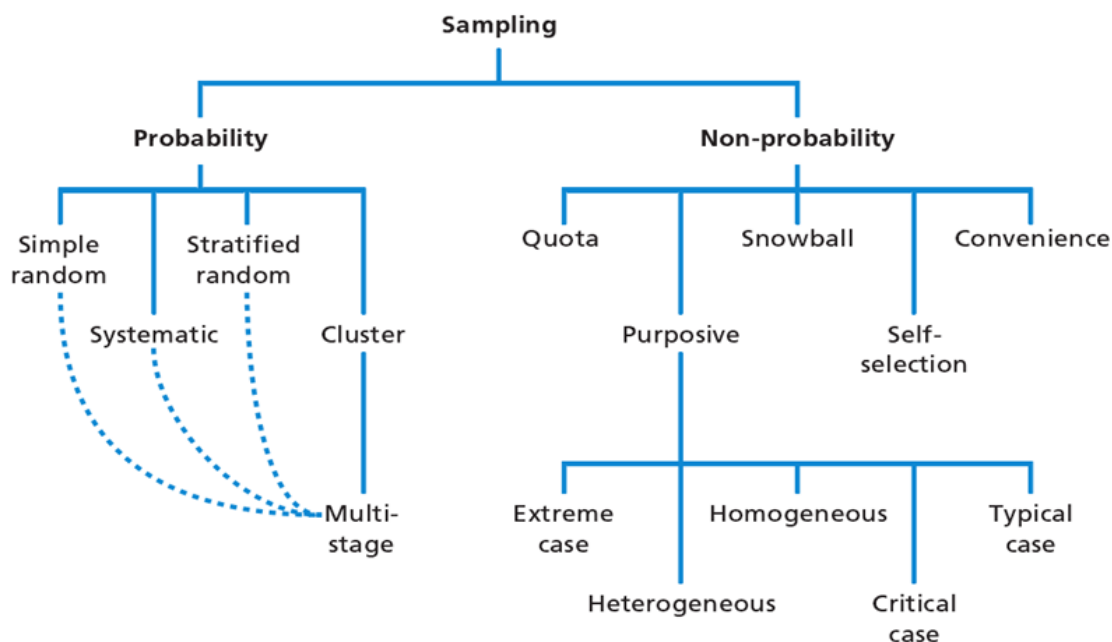 Sampling
Probability
Non-probability
Simple
random
Stratified
random
Quota
Snowball
Convenience
Systematic
Cluster
Purposive
Self-
selection
Multi-
stage
Extreme
case
Homogeneous
Typical
case
Heterogeneous
Critical
case